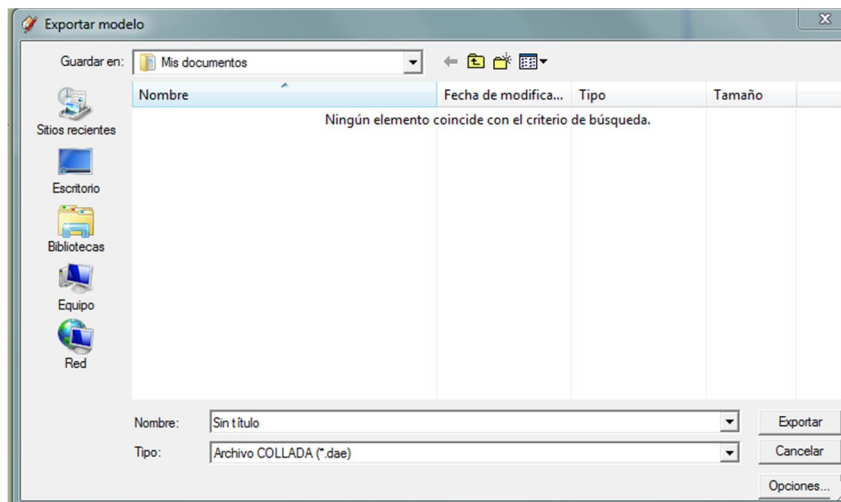 Exportar modelo
Guardar en: Mis documentos
Nombre Fecha de modifica... Tipo Tamaño
Ningún elemento coincide con el criterio de búsqueda.
Sitios recientes
Escritorio
Bibliotecas
Equipo
Red
Nombre: Sin título Exportar
Tipo: Archivo COLLADA (*.dae) Cancelar
Opciones...